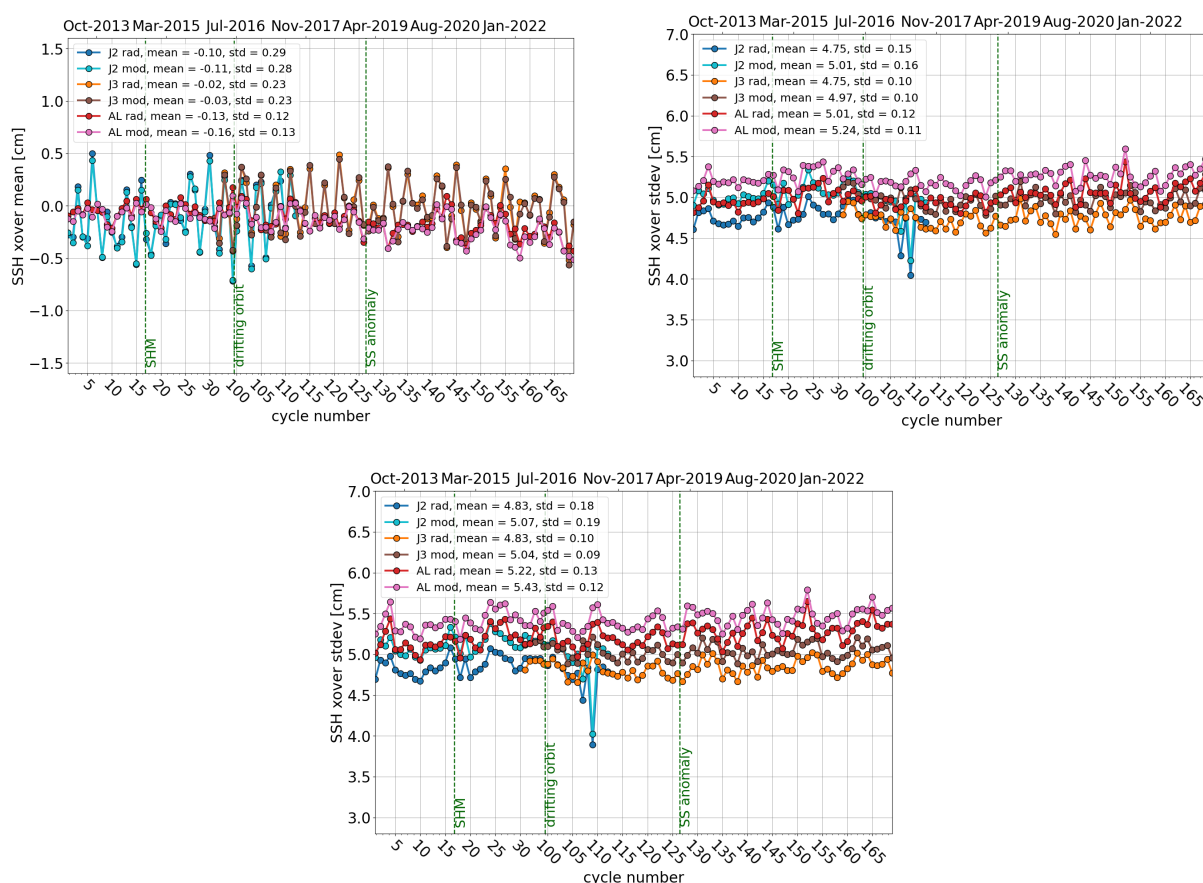 Oct-2013 Mar-2015 Jul-2016 Nov-2017 Apr-2019 Aug-2020 Jan-2022
SSH xover mean [cm]
1.5
1.0
0.5
0.0
−0.5
−1.0
−1.5
J2 rad, mean = -0.10, std = 0.29
J2 mod, mean = -0.11, std = 0.28
J3 rad, mean = -0.02, std = 0.23
J3 mod, mean = -0.03, std = 0.23
AL rad, mean = -0.13, std = 0.12
AL mod, mean = -0.16, std = 0.13
SHM
drifting orbit
SS anomaly
5 10 16 20 25 30 100 105 110 115 120 125 130 135 140 145 150 155 160 165
cycle number
Oct-2013 Mar-2015 Jul-2016 Nov-2017 Apr-2019 Aug-2020 Jan-2022
SSH xover stdev [cm]
7.0
6.5
6.0
5.5
5.0
4.5
4.0
3.5
3.0
J2 rad, mean = 4.75, std = 0.15
J2 mod, mean = 5.01, std = 0.16
J3 rad, mean = 4.75, std = 0.10
J3 mod, mean = 4.97, std = 0.10
AL rad, mean = 5.01, std = 0.12
AL mod, mean = 5.24, std = 0.11
SHM
drifting orbit
SS anomaly
5 10 16 20 25 30 100 105 110 115 120 125 130 135 140 145 150 155 160 165
cycle number
Oct-2013 Mar-2015 Jul-2016 Nov-2017 Apr-2019 Aug-2020 Jan-2022
SSH xover stdev [cm]
7.0
6.5
6.0
5.5
5.0
4.5
4.0
3.5
3.0
J2 rad, mean = 4.83, std = 0.18
J2 mod, mean = 5.07, std = 0.19
J3 rad, mean = 4.83, std = 0.10
J3 mod, mean = 5.04, std = 0.09
AL rad, mean = 5.22, std = 0.13
AL mod, mean = 5.43, std = 0.12
SHM
drifting orbit
SS anomaly
5 10 16 20 25 30 100 105 110 115 120 125 130 135 140 145 150 155 160 165
cycle number